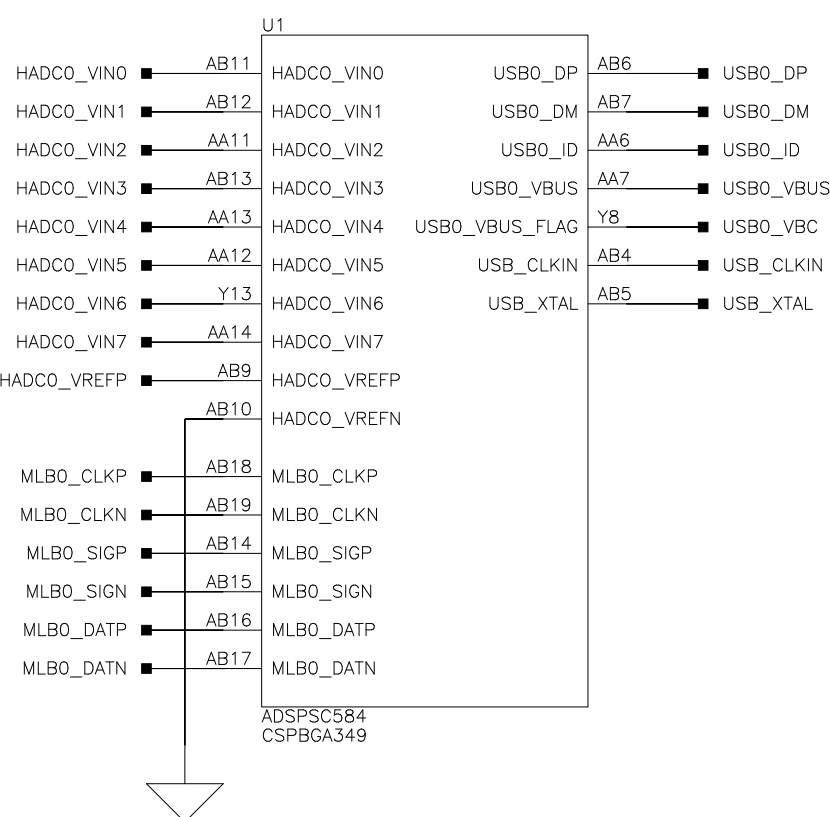 U1
HADC0_VIN0 AB11 HADC0_VIN0 USB0_DP AB6 USB0_DP
HADC0_VIN1 AB12 HADC0_VIN1 USB0_DM AB7 USB0_DM
HADC0_VIN2 AA11 HADC0_VIN2 USB0_ID AA6 USB0_ID
HADC0_VIN3 AB13 HADC0_VIN3 USB0_VBUS AA7 USB0_VBUS
HADC0_VIN4 AA13 HADC0_VIN4 USB0_VBUS_FLAG Y8 USB0_VBC
HADC0_VIN5 AA12 HADC0_VIN5 USB_CLKIN AB4 USB_CLKIN
HADC0_VIN6 Y13 HADC0_VIN6 USB_XTAL AB5 USB_XTAL
HADC0_VIN7 AA14 HADC0_VIN7
HADC0_VREFP AB9 HADC0_VREFP
AB10 HADC0_VREFN
MLB0_CLKP AB18 MLB0_CLKP
MLB0_CLKN AB19 MLB0_CLKN
MLB0_SIGP AB14 MLB0_SIGP
MLB0_SIGN AB15 MLB0_SIGN
MLB0_DATP AB16 MLB0_DATP
MLB0_DATN AB17 MLB0_DATN
ADSPSC584
CSPBGA349